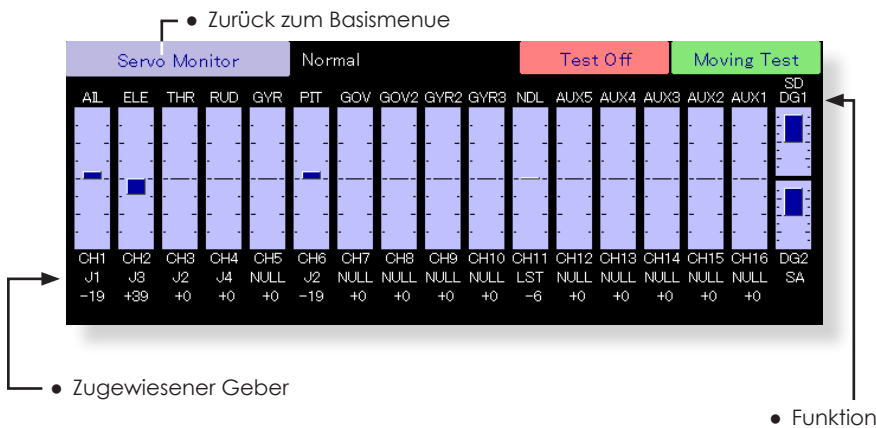 ● Zurück zum Basismenue
Servo Monitor Normal Test Off Moving Test
SD
AIL ELE THR RUD GYR PIT GOV GOV2 GYR2 GYR3 NDL AUX5 AUX4 AUX3 AUX2 AUX1 DG1
CH1 CH2 CH3 CH4 CH5 CH6 CH7 CH8 CH9 CH10 CH11 CH12 CH13 CH14 CH15 CH16 DG2
J1 J3 J2 J4 NULL J2 NULL NULL NULL NULL LST NULL NULL NULL NULL NULL SA
-19 +39 +0 +0 +0 -19 +0 +0 +0 +0 -6 +0 +0 +0 +0 +0
● Zugewiesener Geber
● Funktion